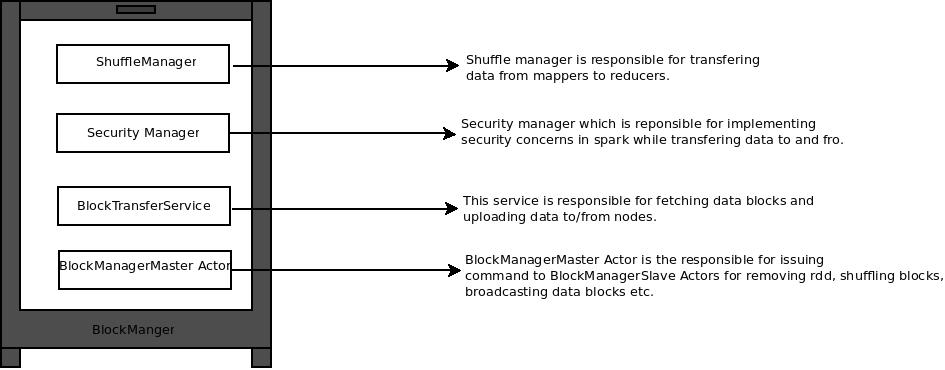 ShuffleManager
Shuffle manager is responsible for transfering
data from mappers to reducers.
Security Manager
Security manager which is reponsible for implementing
security concerns in spark while transfering data to and fro.
BlockTransferService
This service is responsible for fetching data blocks and
uploading data to/from nodes.
BlockManagerMaster Actor
BlockManagerMaster Actor is the responsible for issuing
command to BlockManagerSlave Actors for removing rdd, shuffling blocks,
broadcasting data blocks etc.
BlockManger